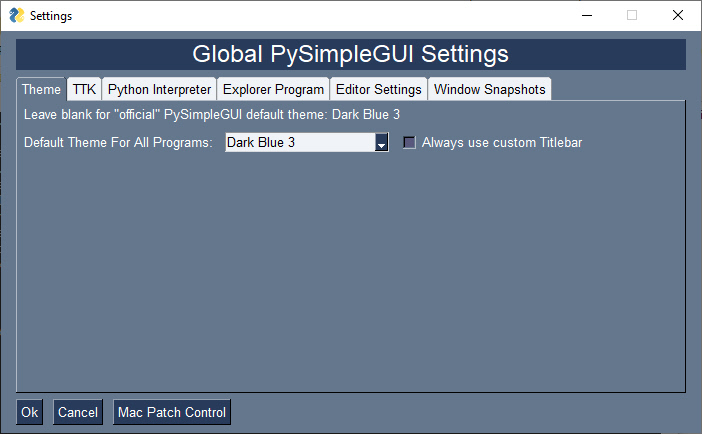 Settings
Global PySimpleGUI Settings
Theme TTK Python Interpreter Explorer Program Editor Settings Window Snapshots
Leave blank for "official" PySimpleGUI default theme: Dark Blue 3
Default Theme For All Programs: Dark Blue 3 Always use custom Titlebar
Ok Cancel Mac Patch Control